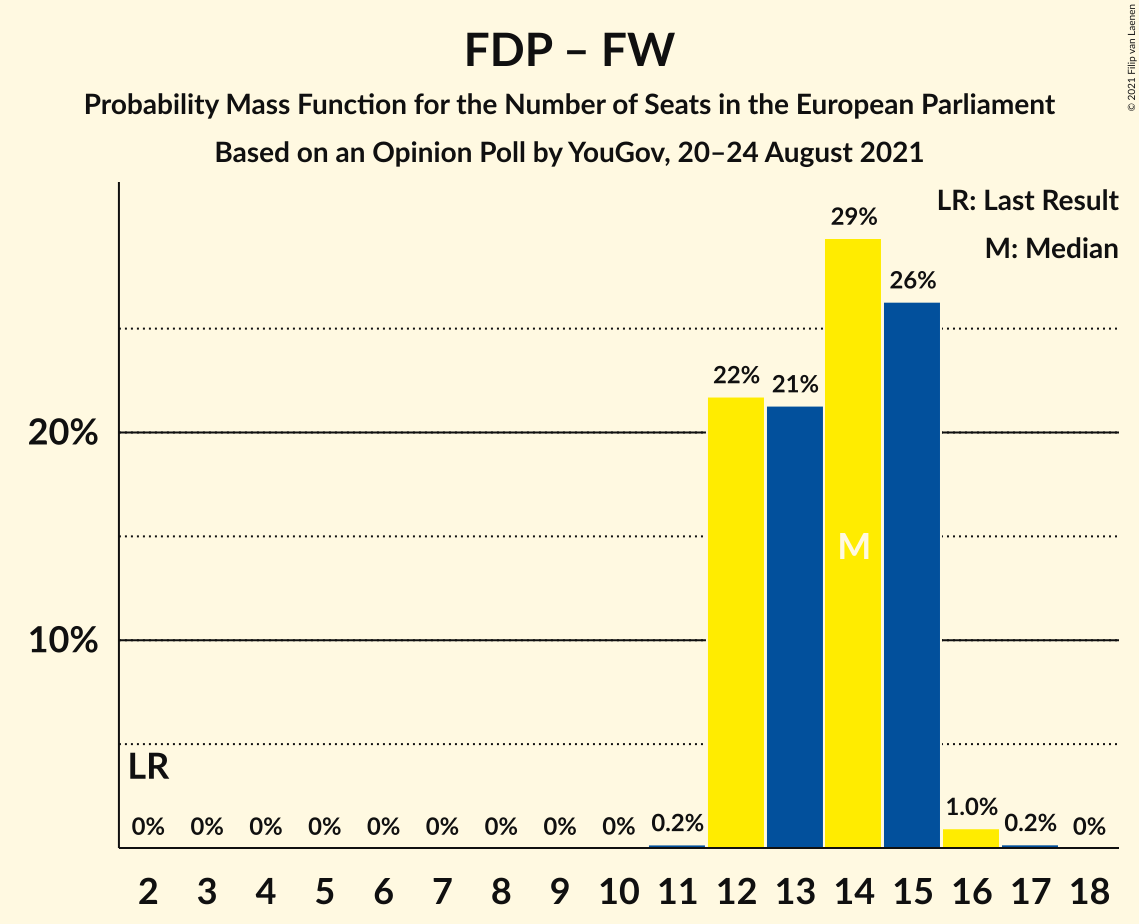 FDP – FW
Probability Mass Function for the Number of Seats in the European Parliament
Based on an Opinion Poll by YouGov, 20–24 August 2021
© 2021 Filip van Laenen
LR: Last Result
M: Median
29%
26%
22%
21%
20%
M
10%
LR
0% 0% 0% 0% 0% 0% 0% 0% 0% 0.2% 1.0% 0.2% 0%
2 3 4 5 6 7 8 9 10 11 12 13 14 15 16 17 18